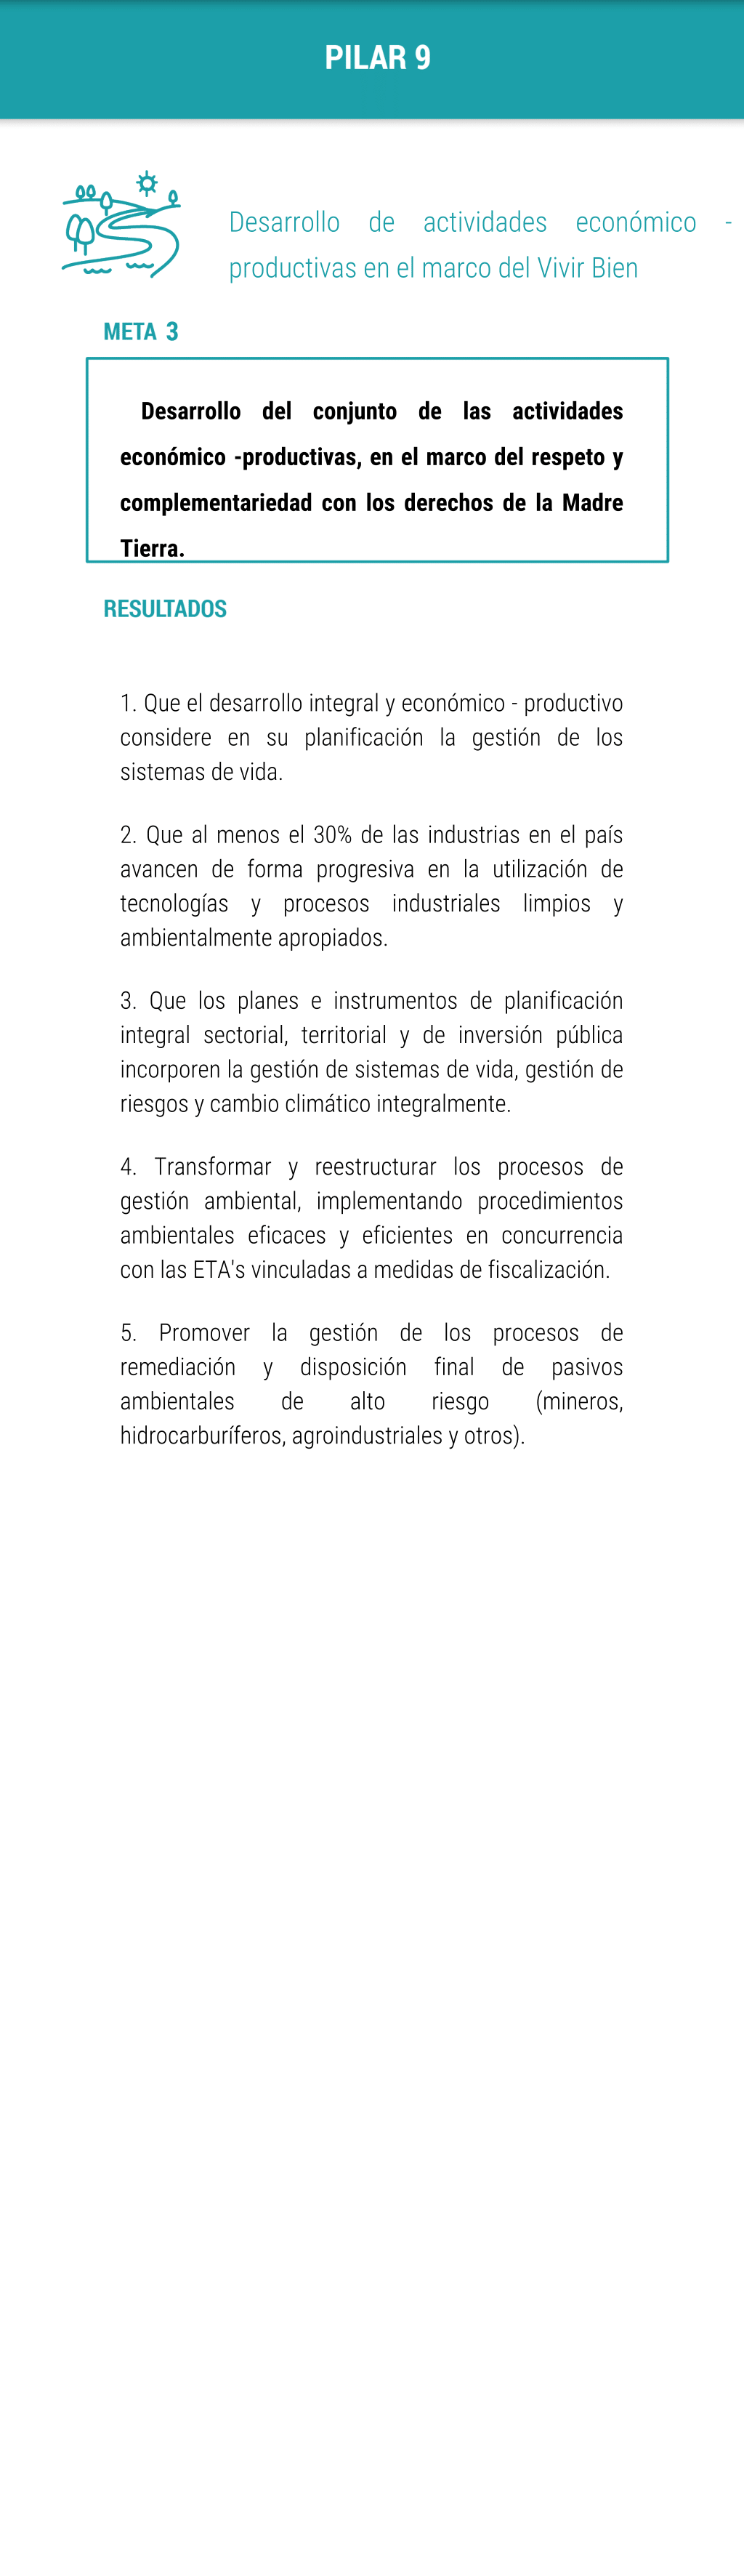 PILAR 9
Desarrollo de actividades económico -
productivas en el marco del Vivir Bien
META 3
Desarrollo del conjunto de las actividades
económico -productivas, en el marco del respeto y
complementariedad con los derechos de la Madre
Tierra.
RESULTADOS
1. Que el desarrollo integral y económico - productivo
considere en su planificación la gestión de los
sistemas de vida.
2. Que al menos el 30% de las industrias en el país
avancen de forma progresiva en la utilización de
tecnologías y procesos industriales limpios y
ambientalmente apropiados.
3. Que los planes e instrumentos de planificación
integral sectorial, territorial y de inversión pública
incorporen la gestión de sistemas de vida, gestión de
riesgos y cambio climático integralmente.
4. Transformar y reestructurar los procesos de
gestión ambiental, implementando procedimientos
ambientales eficaces y eficientes en concurrencia
con las ETA's vinculadas a medidas de fiscalización.
5. Promover la gestión de los procesos de
remediación y disposición final de pasivos
ambientales de alto riesgo (mineros,
hidrocarburíferos, agroindustriales y otros).